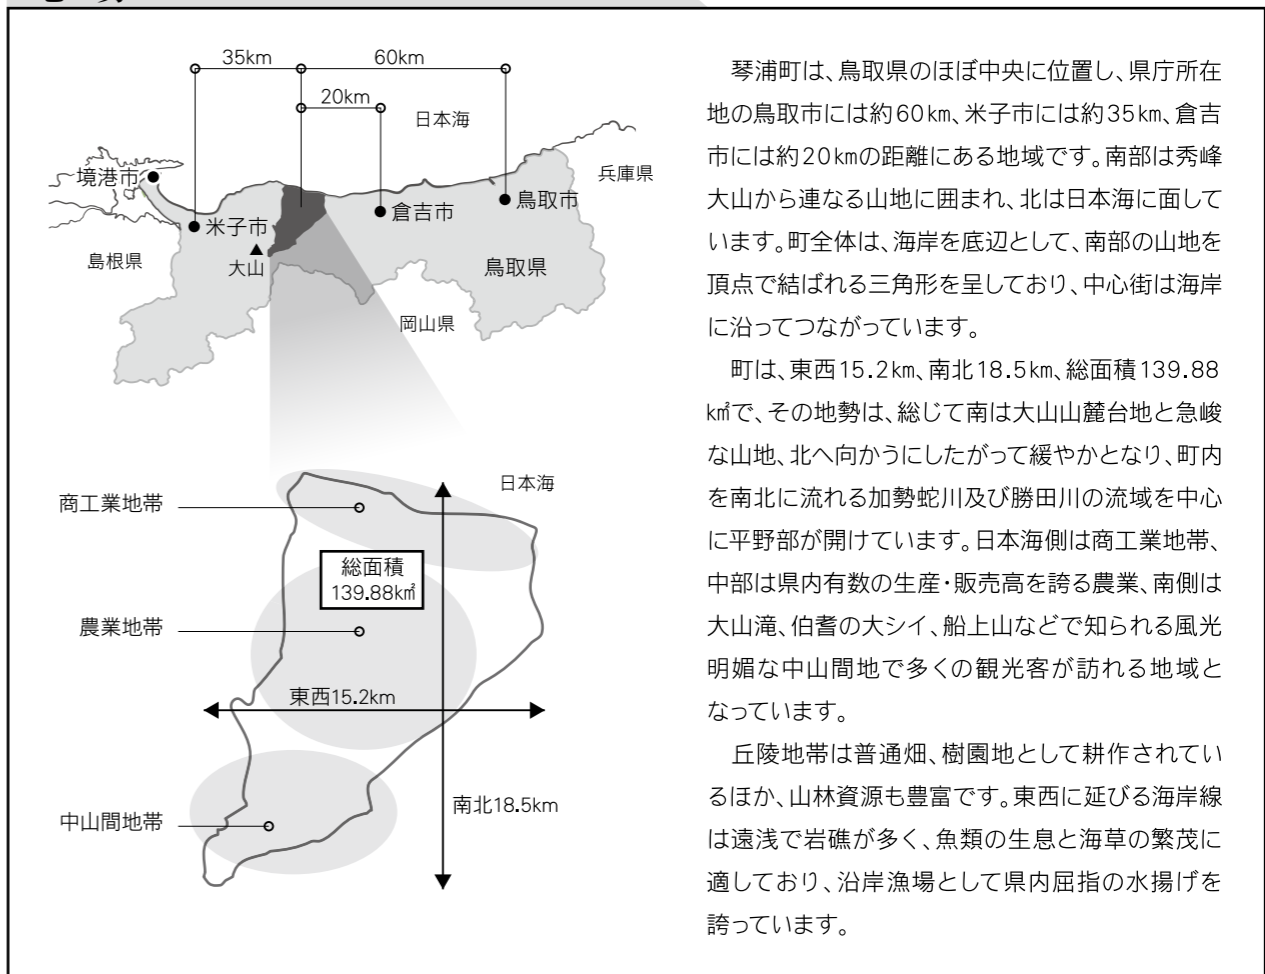 35km
60km
20km
日本海
兵庫県
境港市
米子市
倉吉市
鳥取市
島根県
大山
鳥取県
岡山県
日本海
商工業地帯
総面積
139.88㎢
農業地帯
東西15.2km
南北18.5km
中山間地帯
琴浦町は、鳥取県のほぼ中央に位置し、県庁所在
地の鳥取市には約60㎞、米子市には約35㎞、倉吉
市には約20㎞の距離にある地域です。南部は秀峰
大山から連なる山地に囲まれ、北は日本海に面して
います。町全体は、海岸を底辺として、南部の山地を
頂点で結ばれる三角形を呈しており、中心街は海岸
に沿ってつながっています。
町は、東西15.2㎞、南北18.5㎞、総面積139.88
㎢で、その地勢は、総じて南は大山山麓台地と急峻
な山地、北へ向かうにしたがって緩やかとなり、町内
を南北に流れる加勢蛇川及び勝田川の流域を中心
に平野部が開けています。日本海側は商工業地帯、
中部は県内有数の生産・販売高を誇る農業、南側は
大山滝、伯耆の大シイ、船上山などで知られる風光
明媚な中山間地で多くの観光客が訪れる地域と
なっています。
丘陵地帯は普通畑、樹園地として耕作されてい
るほか、山林資源も豊富です。東西に延びる海岸線
は遠浅で岩礁が多く、魚類の生息と海草の繁茂に
適しており、沿岸漁場として県内屈指の水揚げを
誇っています。